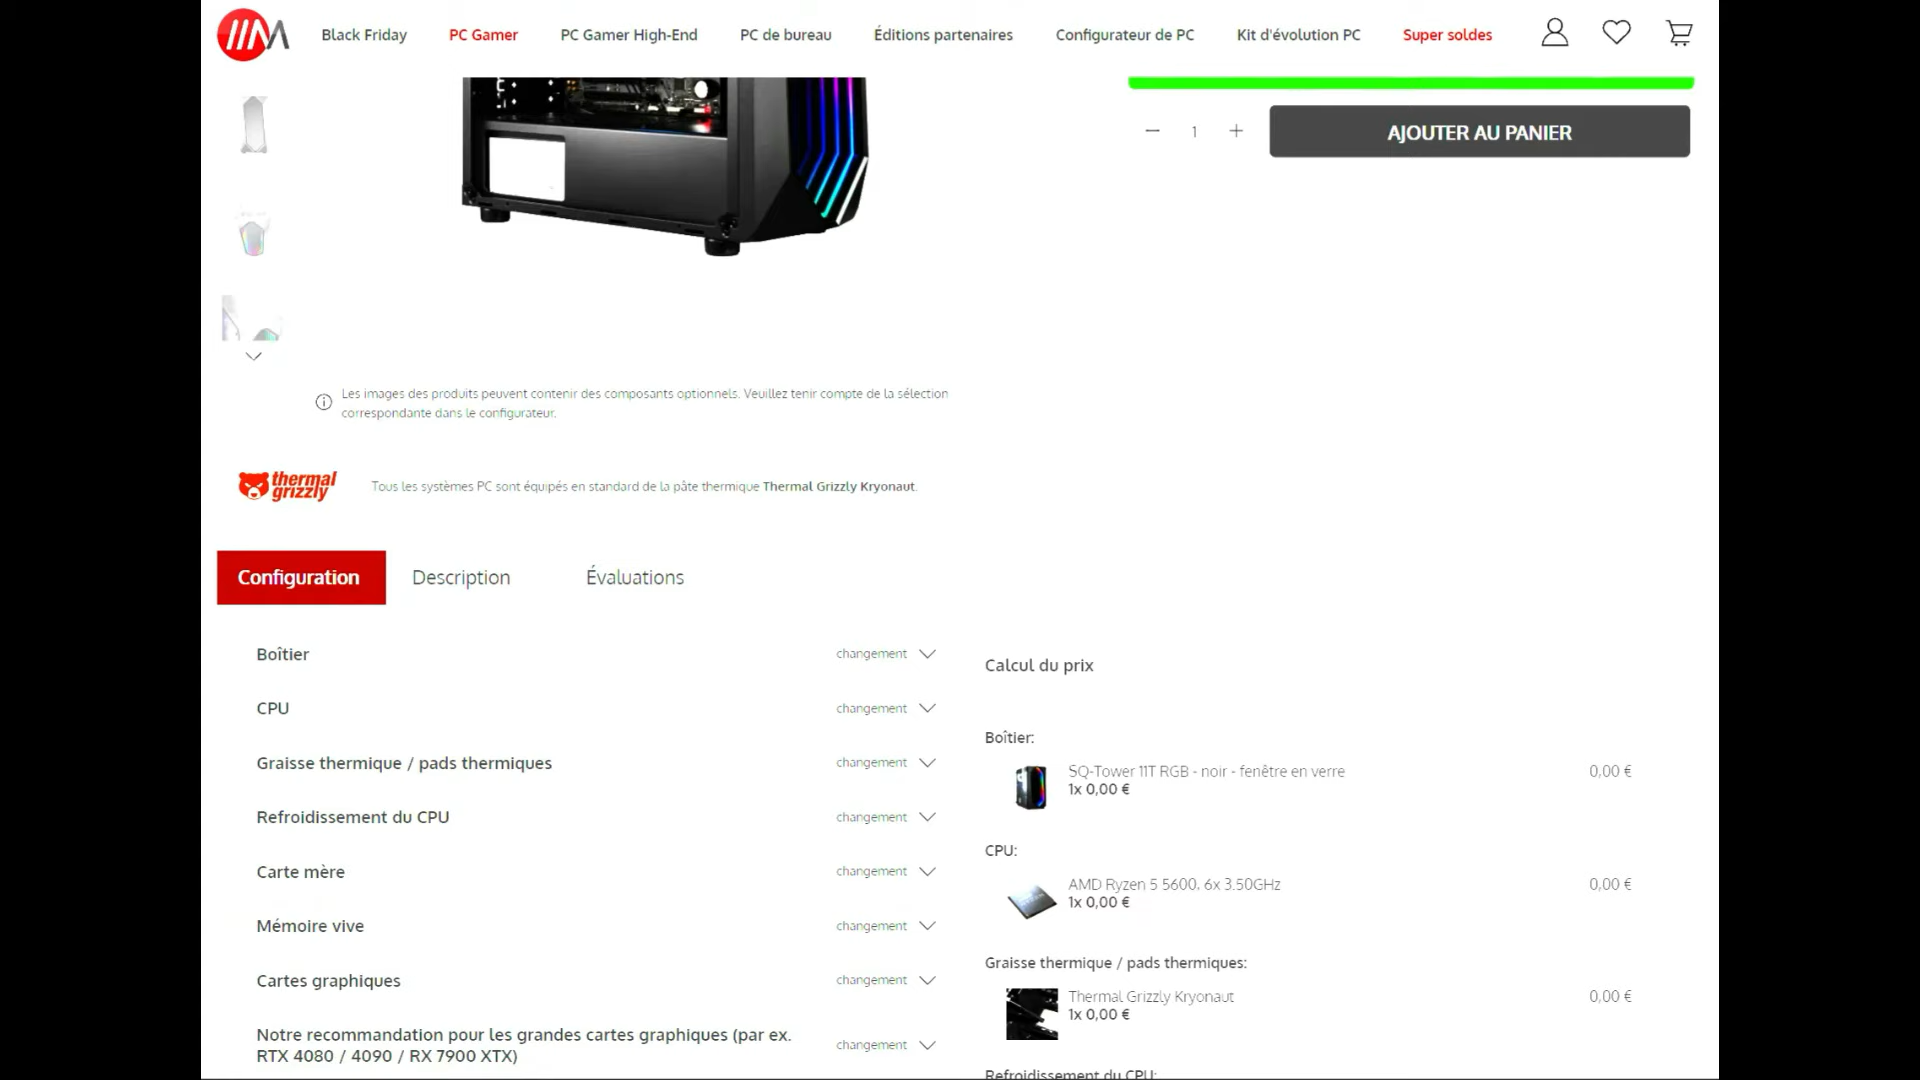 Black Friday
PC Gamer
PC Gamer High-End
PC de bureau
Éditions partenaires
Configurateur de PC
Kit d'évolution PC
Super soldes
1
AJOUTER AU PANIER
Les images des produits peuvent contenir des composants optionnels. Veuillez tenir compte de la sélection
correspondante dans le configurateur.
thermal
grizzly
Tous les systèmes PC sont équipés en standard de la pâte thermique Thermal Grizzly Kryonaut.
Configuration
Description
Évaluations
Boîtier
changement
CPU
changement
Graisse thermique / pads thermiques
changement
Refroidissement du CPU
changement
Carte mère
changement
Mémoire vive
changement
Cartes graphiques
changement
Notre recommandation pour les grandes cartes graphiques (par ex.
RTX 4080 / 4090 / RX 7900 XTX)
changement
Calcul du prix
Boîtier:
SQ-Tower 11T RGB - noir - fenêtre en verre
1x 0,00 €
0,00 €
CPU:
AMD Ryzen 5 5600, 6x 3.50GHz
1x 0,00 €
0,00 €
Graisse thermique / pads thermiques:
Thermal Grizzly Kryonaut
1x 0,00 €
0,00 €
Refroidissement du CPU: